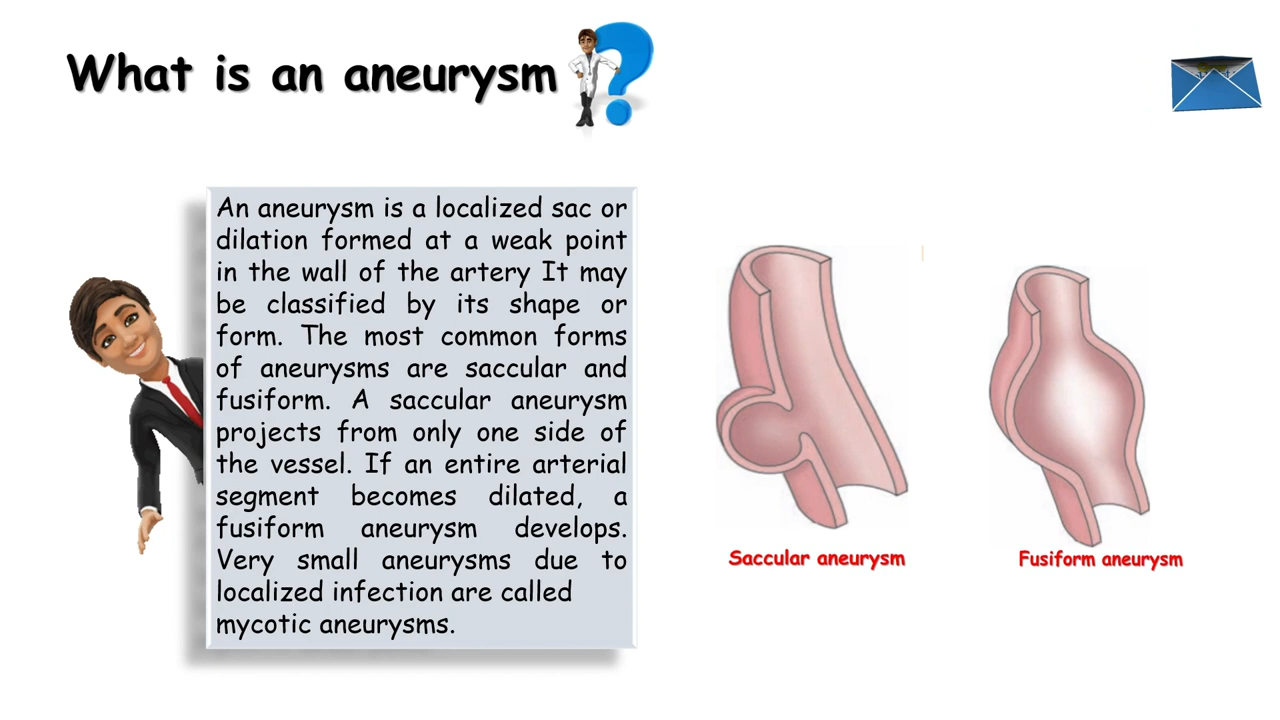 What is an aneurysm
An aneurysm is a localized sac or
dilation formed at a weak point
in the wall of the artery It may
be classified by its shape or
form. The most common forms
of aneurysms are saccular and
fusiform. A saccular aneurysm
projects from only one side of
the vessel. If an entire arterial
segment becomes dilated, a
fusiform aneurysm develops.
Very small aneurysms due to
localized infection are called
mycotic aneurysms.
Saccular aneurysm
Fusiform aneurysm